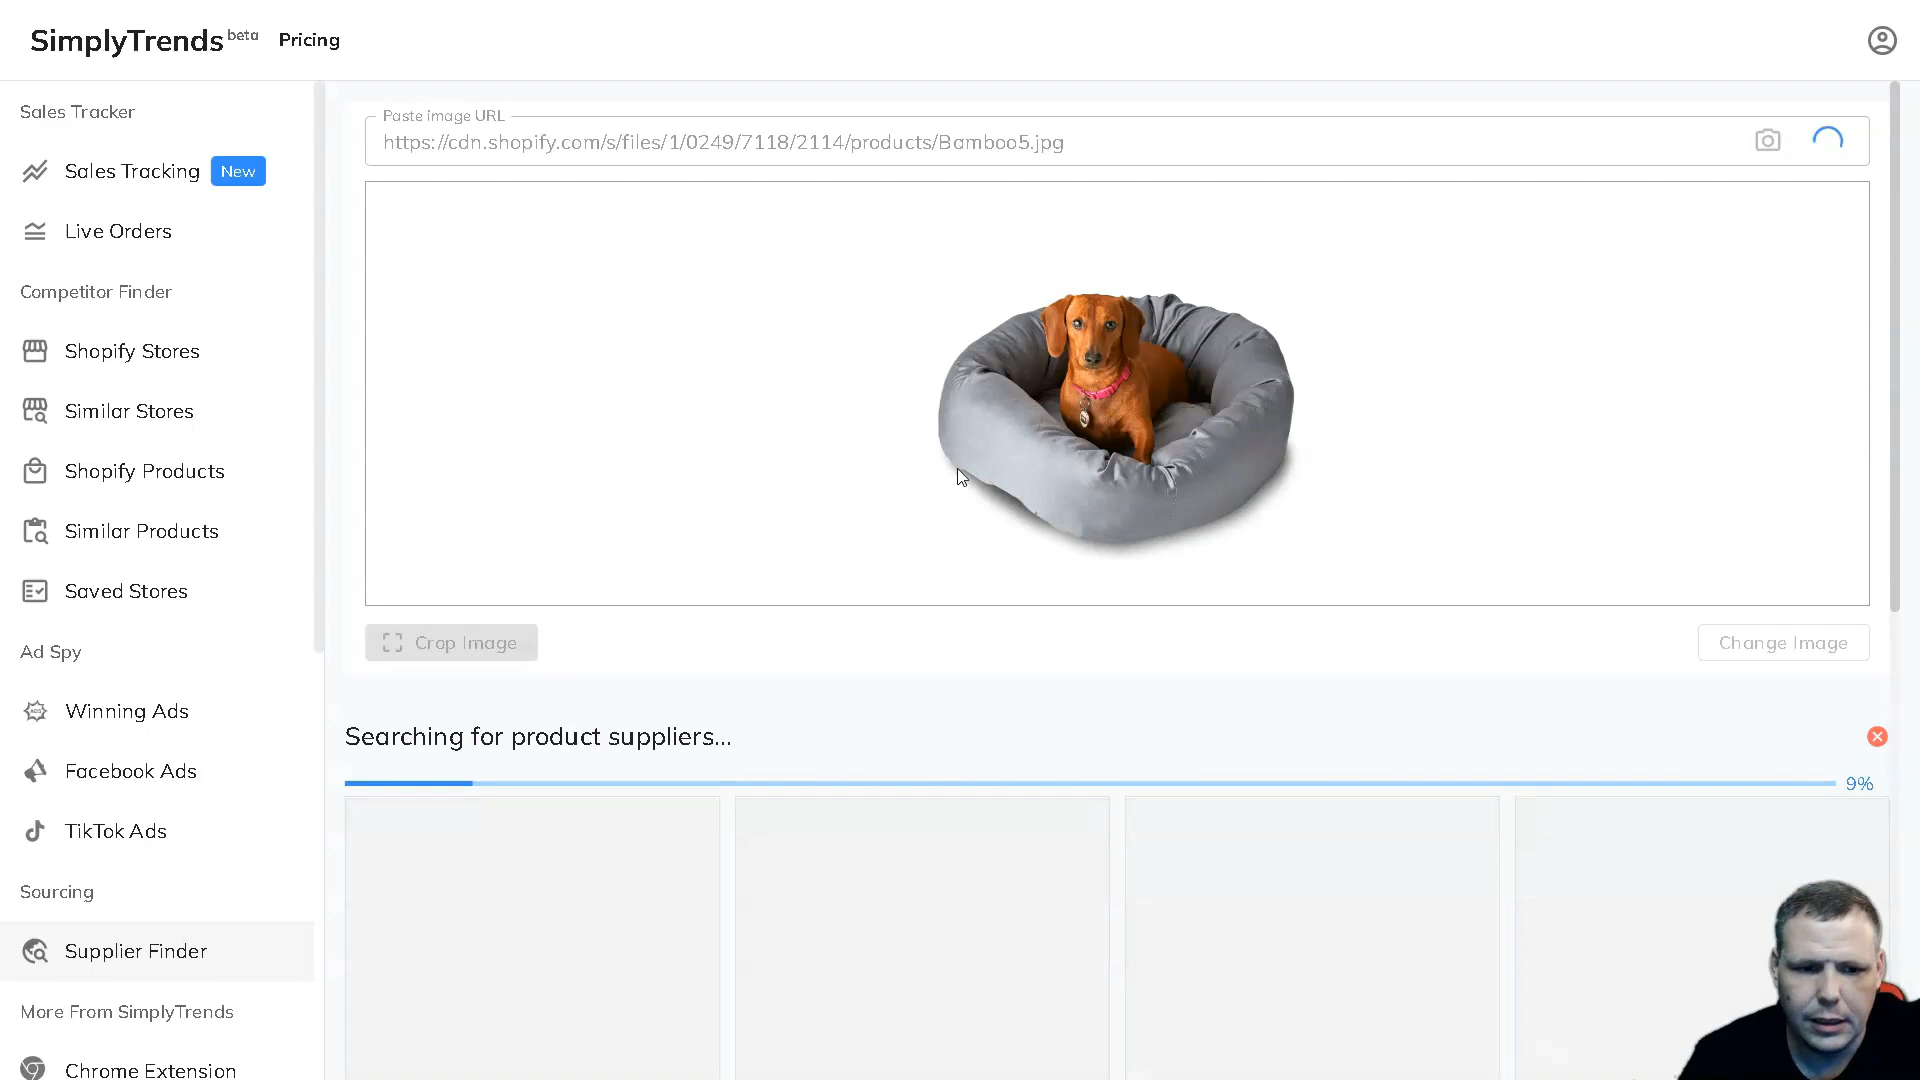 SimplyTrends beta Pricing
Sales Tracker
Sales Tracking New
Live Orders
Competitor Finder
Shopify Stores
Similar Stores
Shopify Products
Similar Products
Saved Stores
Ad Spy
Winning Ads
Facebook Ads
TikTok Ads
Sourcing
Supplier Finder
More From SimplyTrends
Chrome Extension
Paste image URL
https://cdn.shopify.com/s/files/1/0249/7118/2114/products/Bamboo5.jpg
Crop Image
Change Image
Searching for product suppliers...
9%